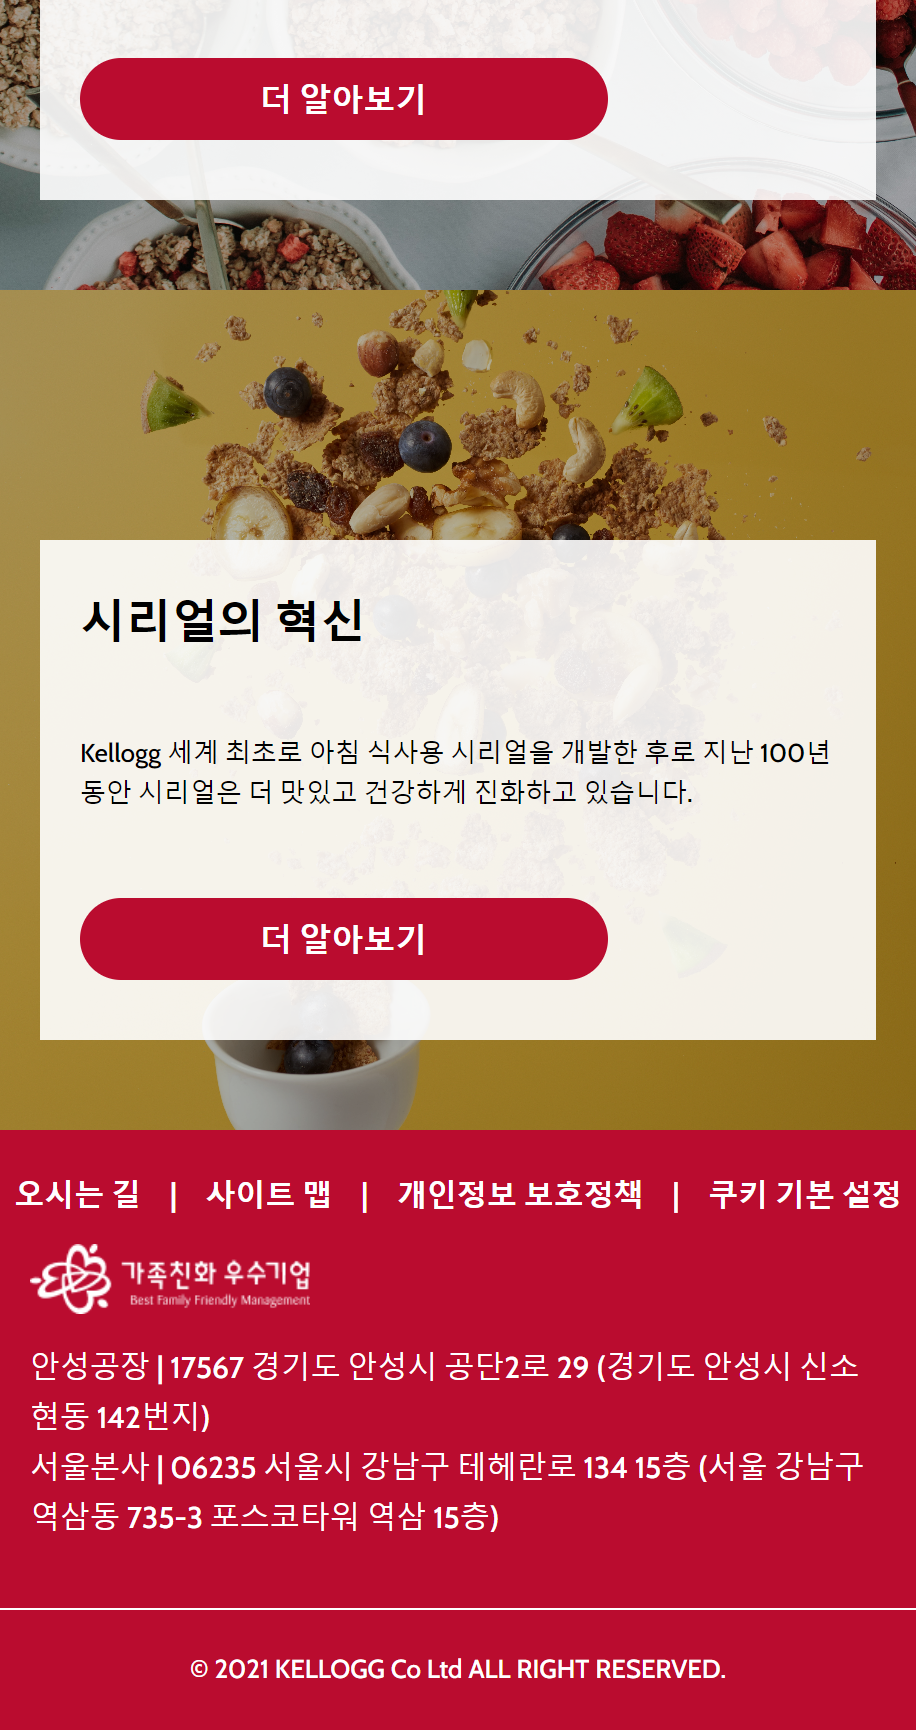 더 알아보기
시리얼의 혁신
Kellogg 세계 최초로 아침 식사용 시리얼을 개발한 후로 지난 100년
동안 시리얼은 더 맛있고 건강하게 진화하고 있습니다.
더 알아보기
오시는 길 | 사이트 맵 | 개인정보 보호정책 | 쿠키 기본 설정
가족친화 우수기업
Best Family Friendly Management
안성공장 | 17567 경기도 안성시 공단2로 29 (경기도 안성시 신소
현동 142번지)
서울본사 | 06235 서울시 강남구 테헤란로 134 15층 (서울 강남구
역삼동 735-3 포스코타워 역삼 15층)
© 2021 KELLOGG Co Ltd ALL RIGHT RESERVED.